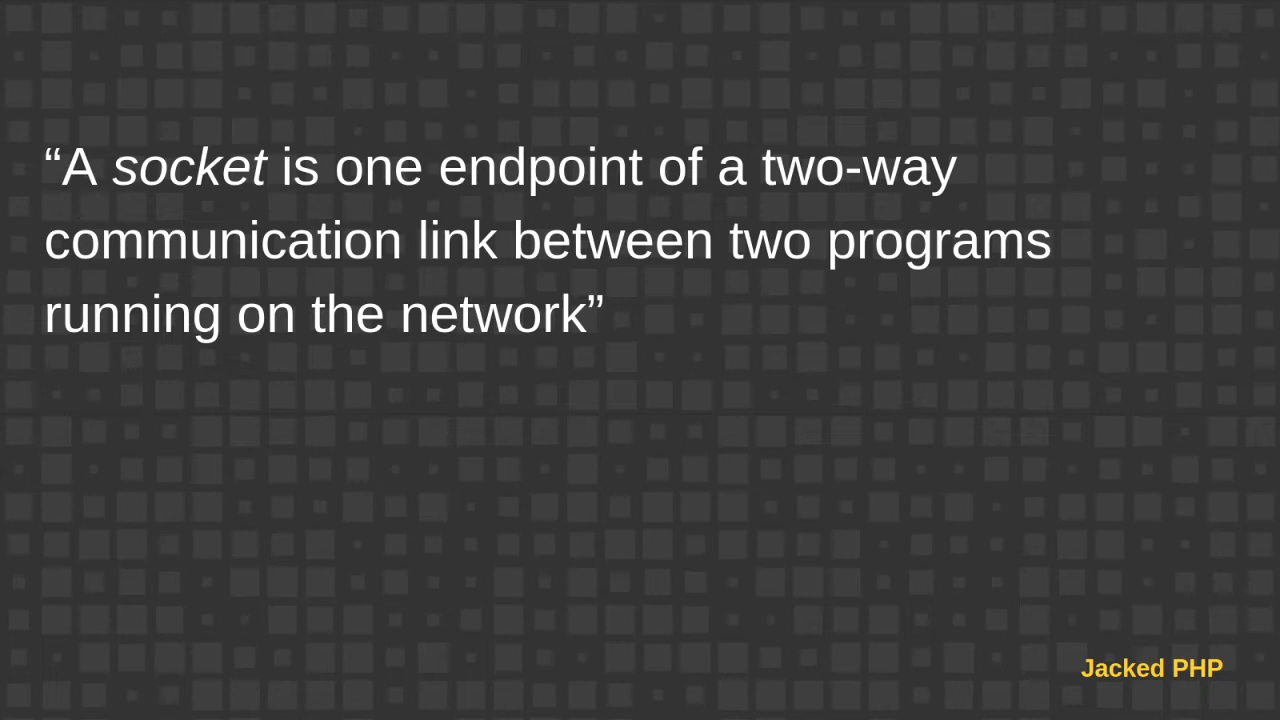 “A socket is one endpoint of a two-way
communication link between two programs
running on the network”
Jacked PHP